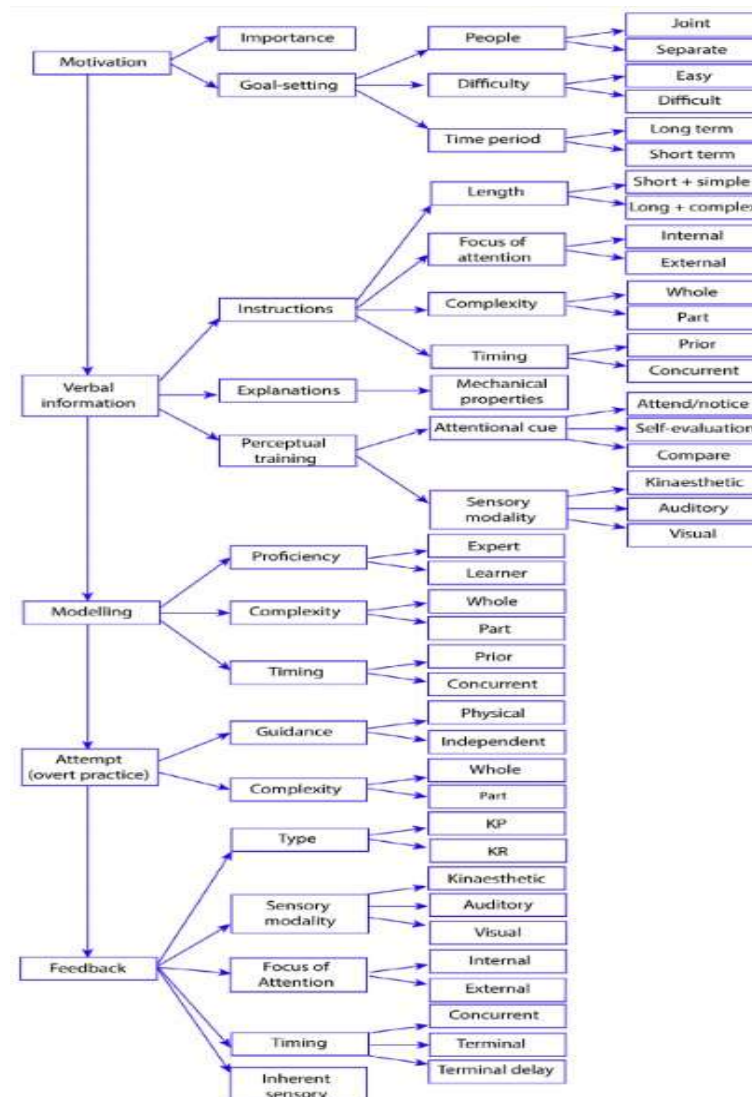 Motivation
Importance
Goal-setting
People
Joint
Separate
Difficulty
Easy
Difficult
Time period
Long term
Short term
Verbal
information
Instructions
Length
Short + simple
Long + complex
Focus of
attention
Internal
External
Complexity
Whole
Part
Timing
Prior
Concurrent
Explanations
Mechanical
properties
Perceptual
training
Attentional cue
Attend/notice
Self-evaluation
Compare
Sensory
modality
Kinaesthetic
Auditory
Visual
Modelling
Proficiency
Expert
Learner
Complexity
Whole
Part
Timing
Prior
Concurrent
Attempt
(overt practice)
Guidance
Physical
Independent
Complexity
Whole
Part
Feedback
Type
KP
KR
Sensory
modality
Kinaesthetic
Auditory
Visual
Focus of
Attention
Internal
External
Timing
Concurrent
Terminal
Terminal delay
Inherent
sensory